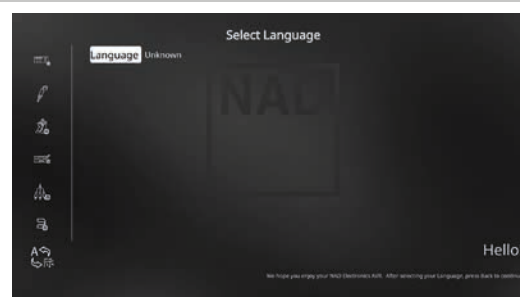 Select Language
Language Unknown
NAD
Hello
We hope you enjoy your NAD Electronics AVR. After selecting your Language, press Back to continue